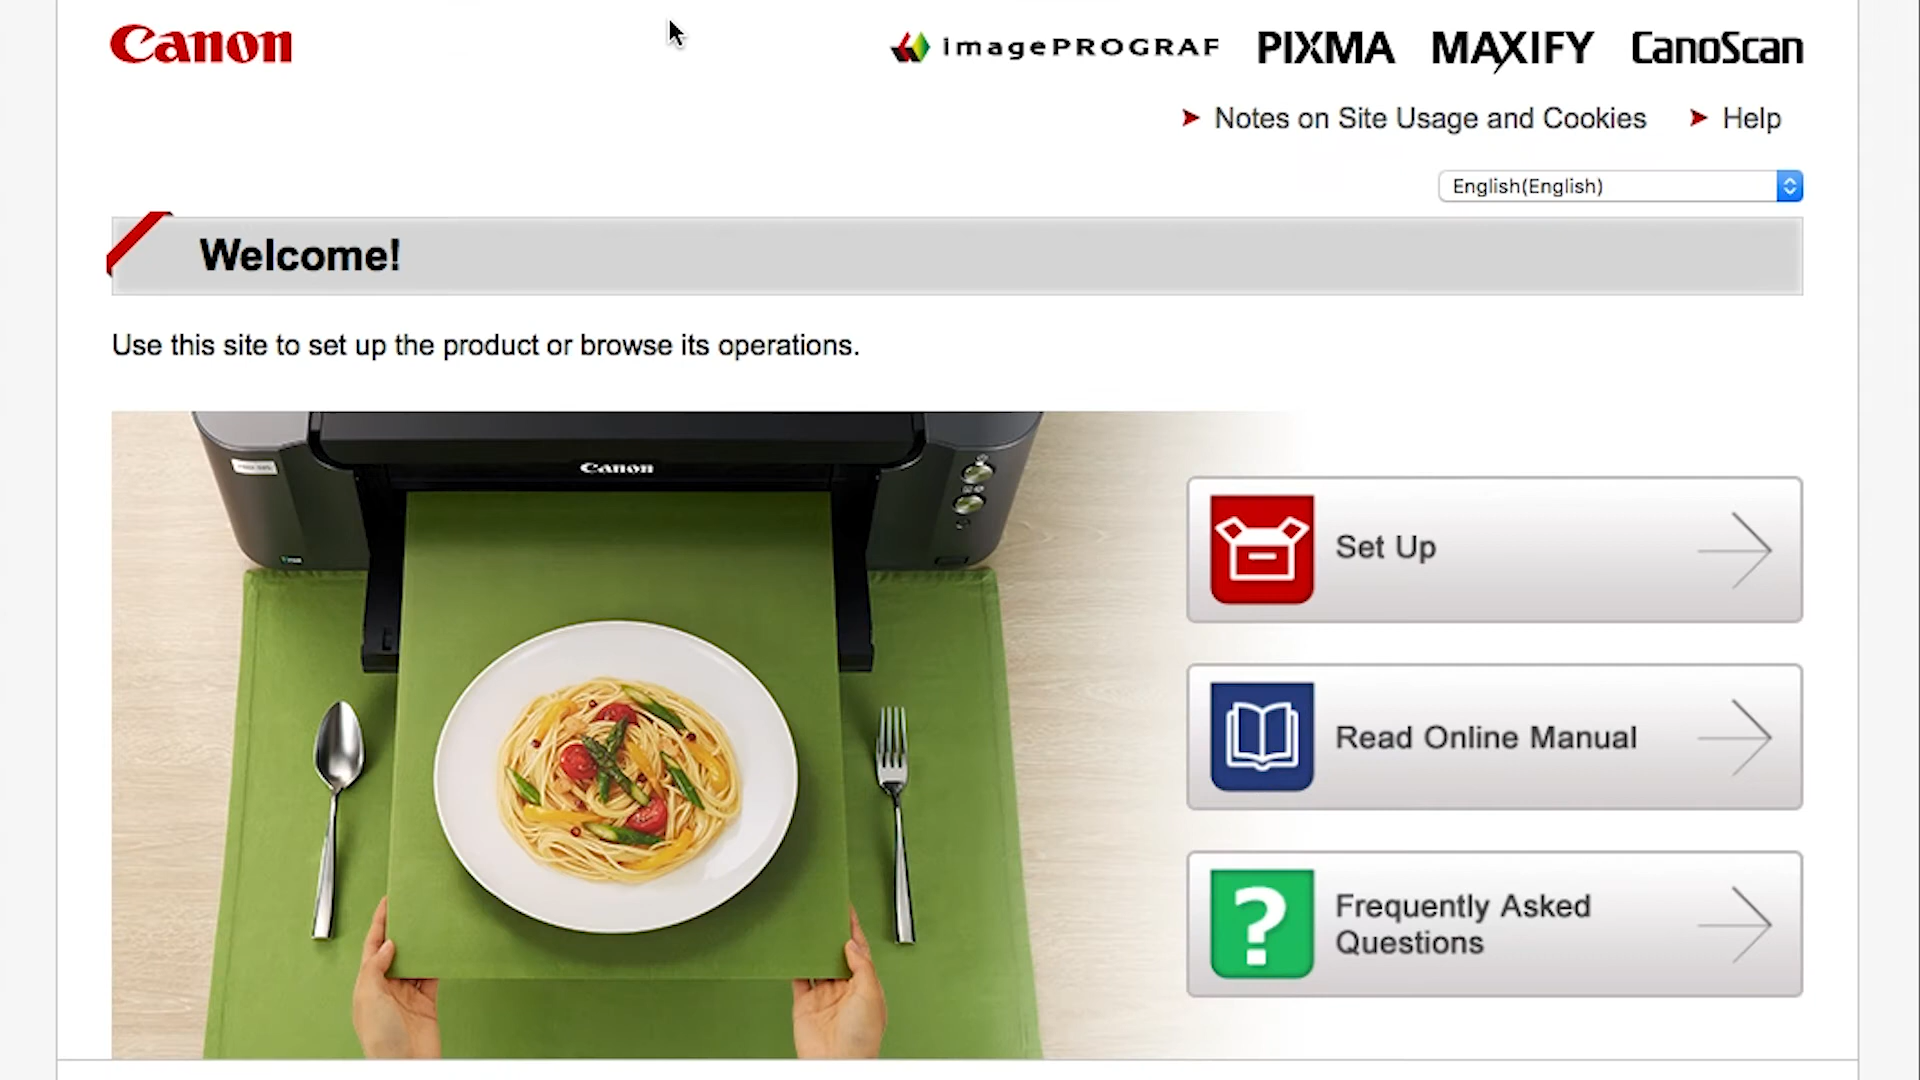 Canon
imagePROGRAF PIXMA MAXIFY CanoScan
Notes on Site Usage and Cookies Help
English(English)
Welcome!
Use this site to set up the product or browse its operations.
Canon
Set Up
Read Online Manual
Frequently Asked
Questions